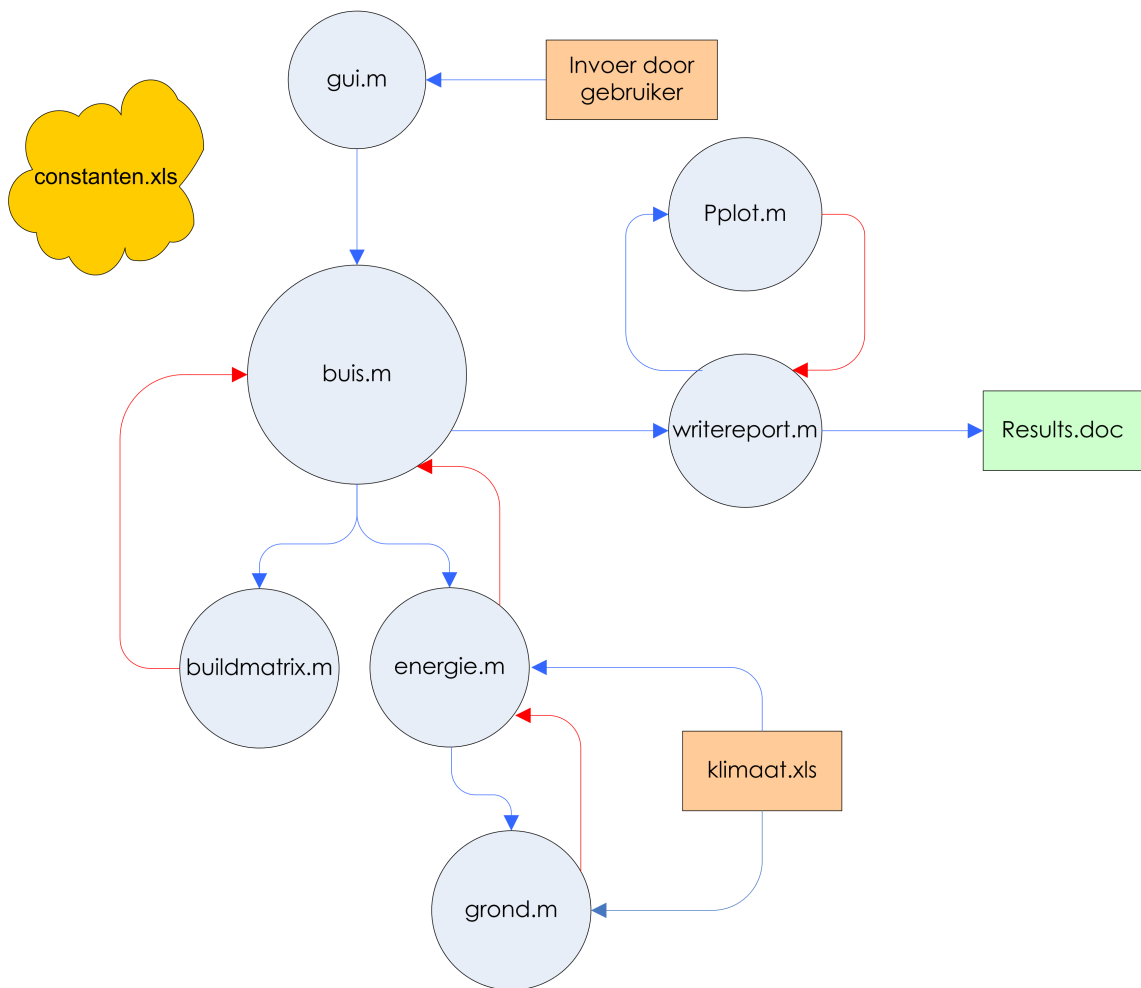 gui.m
Invoer door
gebruiker
constanten.xls
Pplot.m
buis.m
writereport.m
Results.doc
buildmatrix.m
energie.m
klimaat.xls
grond.m